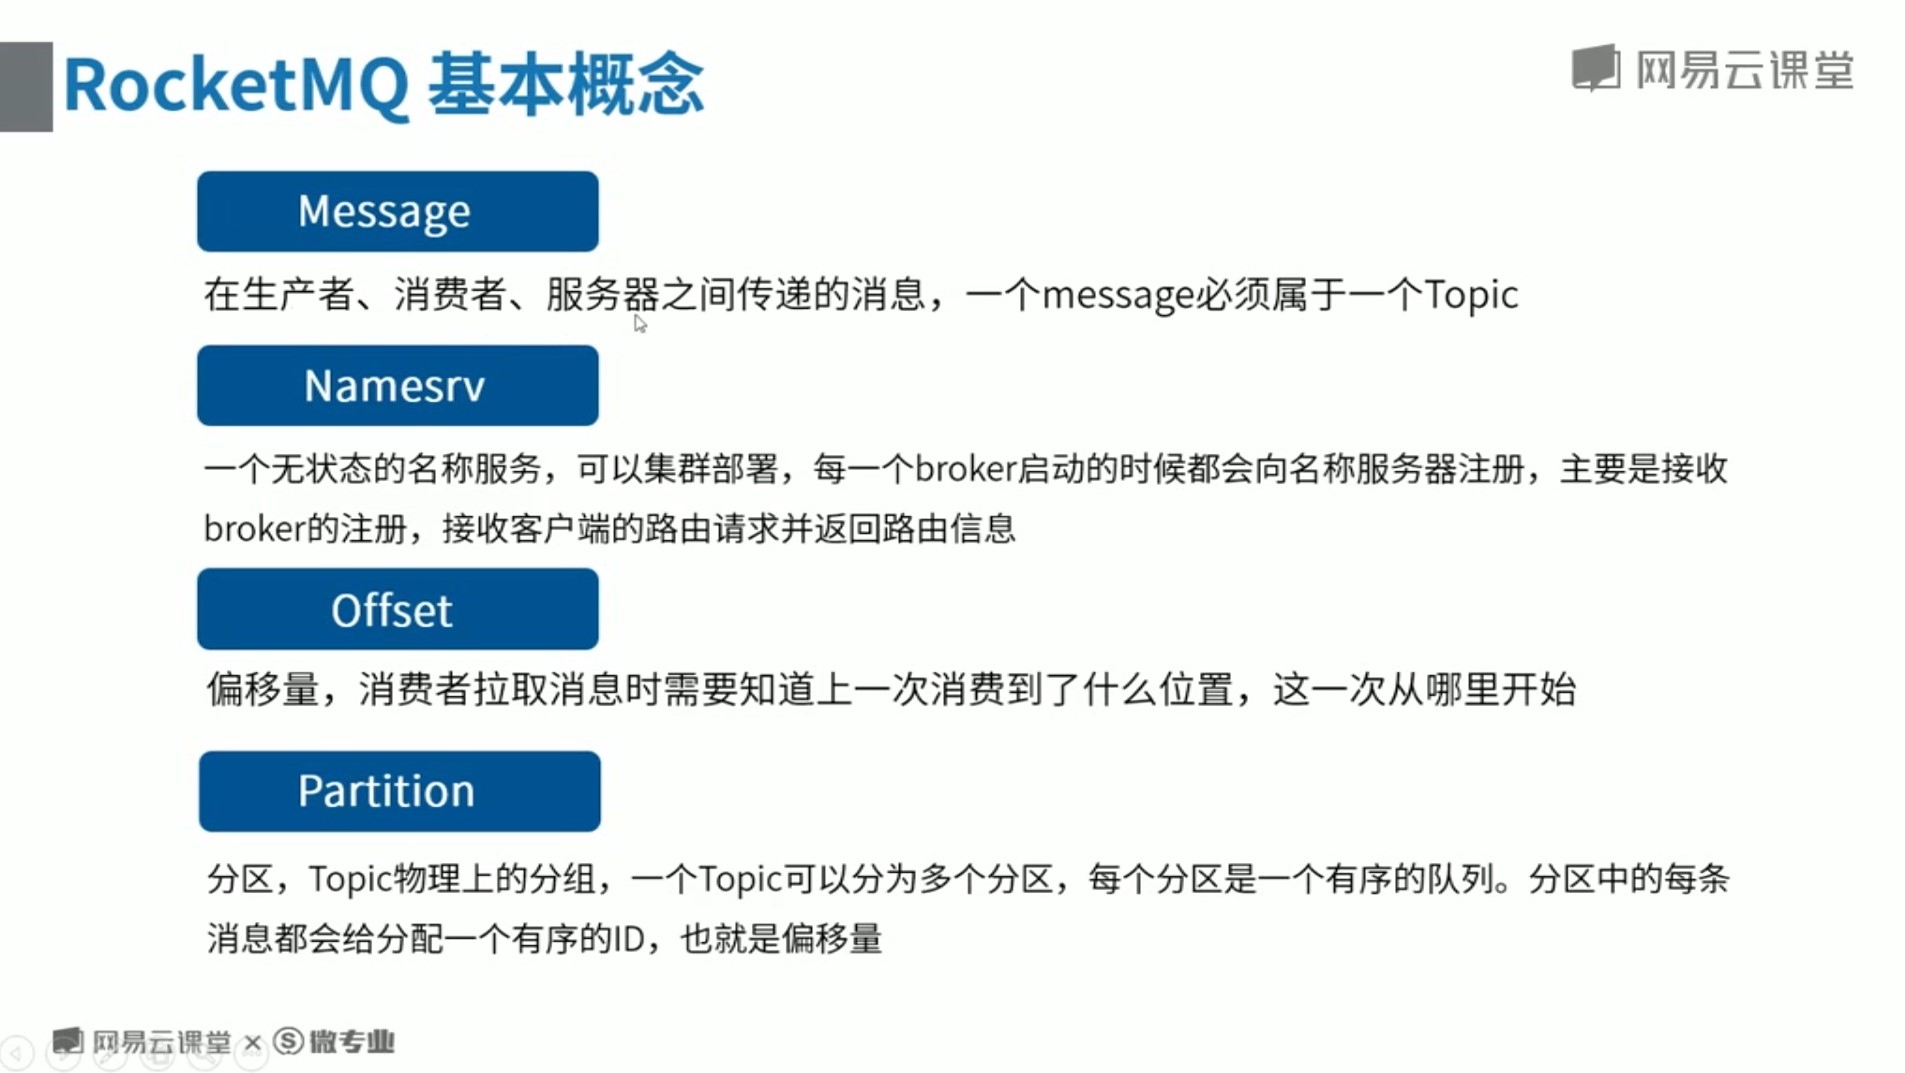 RocketMQ 基本概念
网易云课堂
Message
在生产者、消费者、服务器之间传递的消息，一个message必须属于一个Topic
Namesrv
一个无状态的名称服务，可以集群部署，每一个broker启动的时候都会向名称服务器注册，主要是接收
broker的注册，接收客户端的路由请求并返回路由信息
Offset
偏移量，消费者拉取消息时需要知道上一次消费到了什么位置，这一次从哪里开始
Partition
分区，Topic物理上的分组，一个Topic可以分为多个分区，每个分区是一个有序的队列。分区中的每条
消息都会给分配一个有序的ID，也就是偏移量
网易云课堂 × 微专业